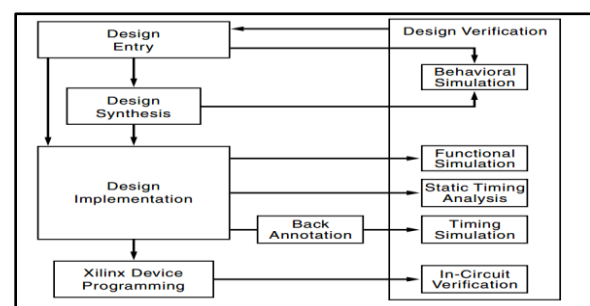 Design
Entry
Design Verification
Behavioral
Simulation
Design
Synthesis
Design
Implementation
Functional
Simulation
Static Timing
Analysis
Back
Annotation
Timing
Simulation
Xilinx Device
Programming
In-Circuit
Verification